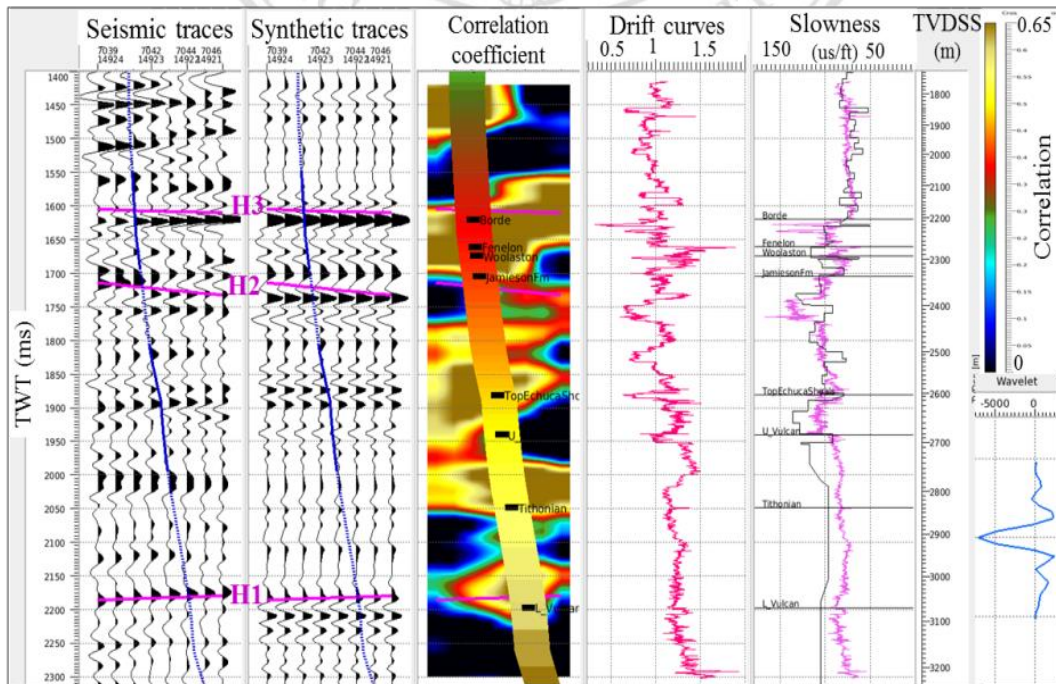 Seismic traces
Synthetic traces
Correlation
coefficient
Drift curves
0.5 1 1.5
Slowness
150 (us/ft) 50
TVDSS
(m)
0.65
Correlation
0
7039 7042 7044 7046
14924 14923 14922 14921
7039 7042 7044 7046
14924 14923 14922 14921
TWT (ms)
1400
1450
1500
1550
1600
1650
1700
1750
1800
1850
1900
1950
2000
2050
2100
2150
2200
2250
2300
H3
H2
H1
Borde
Fenelon
Woolaston
JamiesonFm
TopEchucaSho
U_
Tithonian
L_Vulcan
Borde
Fenelon
Woolaston
JamiesonFm
TopEchucaShoals
U_Vulcan
Tithonian
L_Vulcan
1800
1900
2000
2100
2200
2300
2400
2500
2600
2700
2800
2900
3000
3100
3200
Wavelet
-5000 0